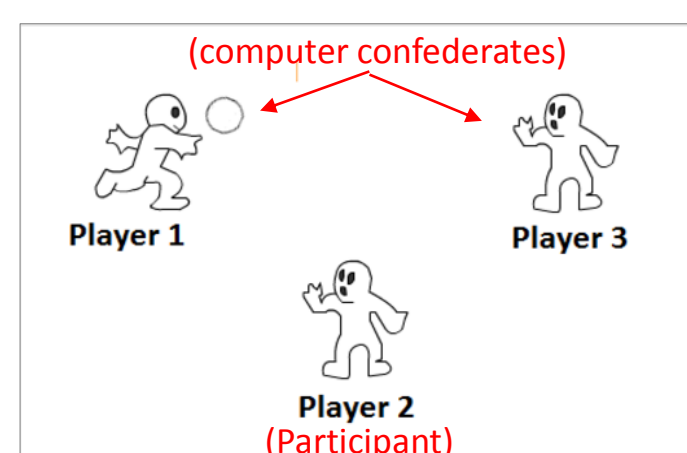 (computer confederates)
Player 1
Player 3
Player 2
(Participant)